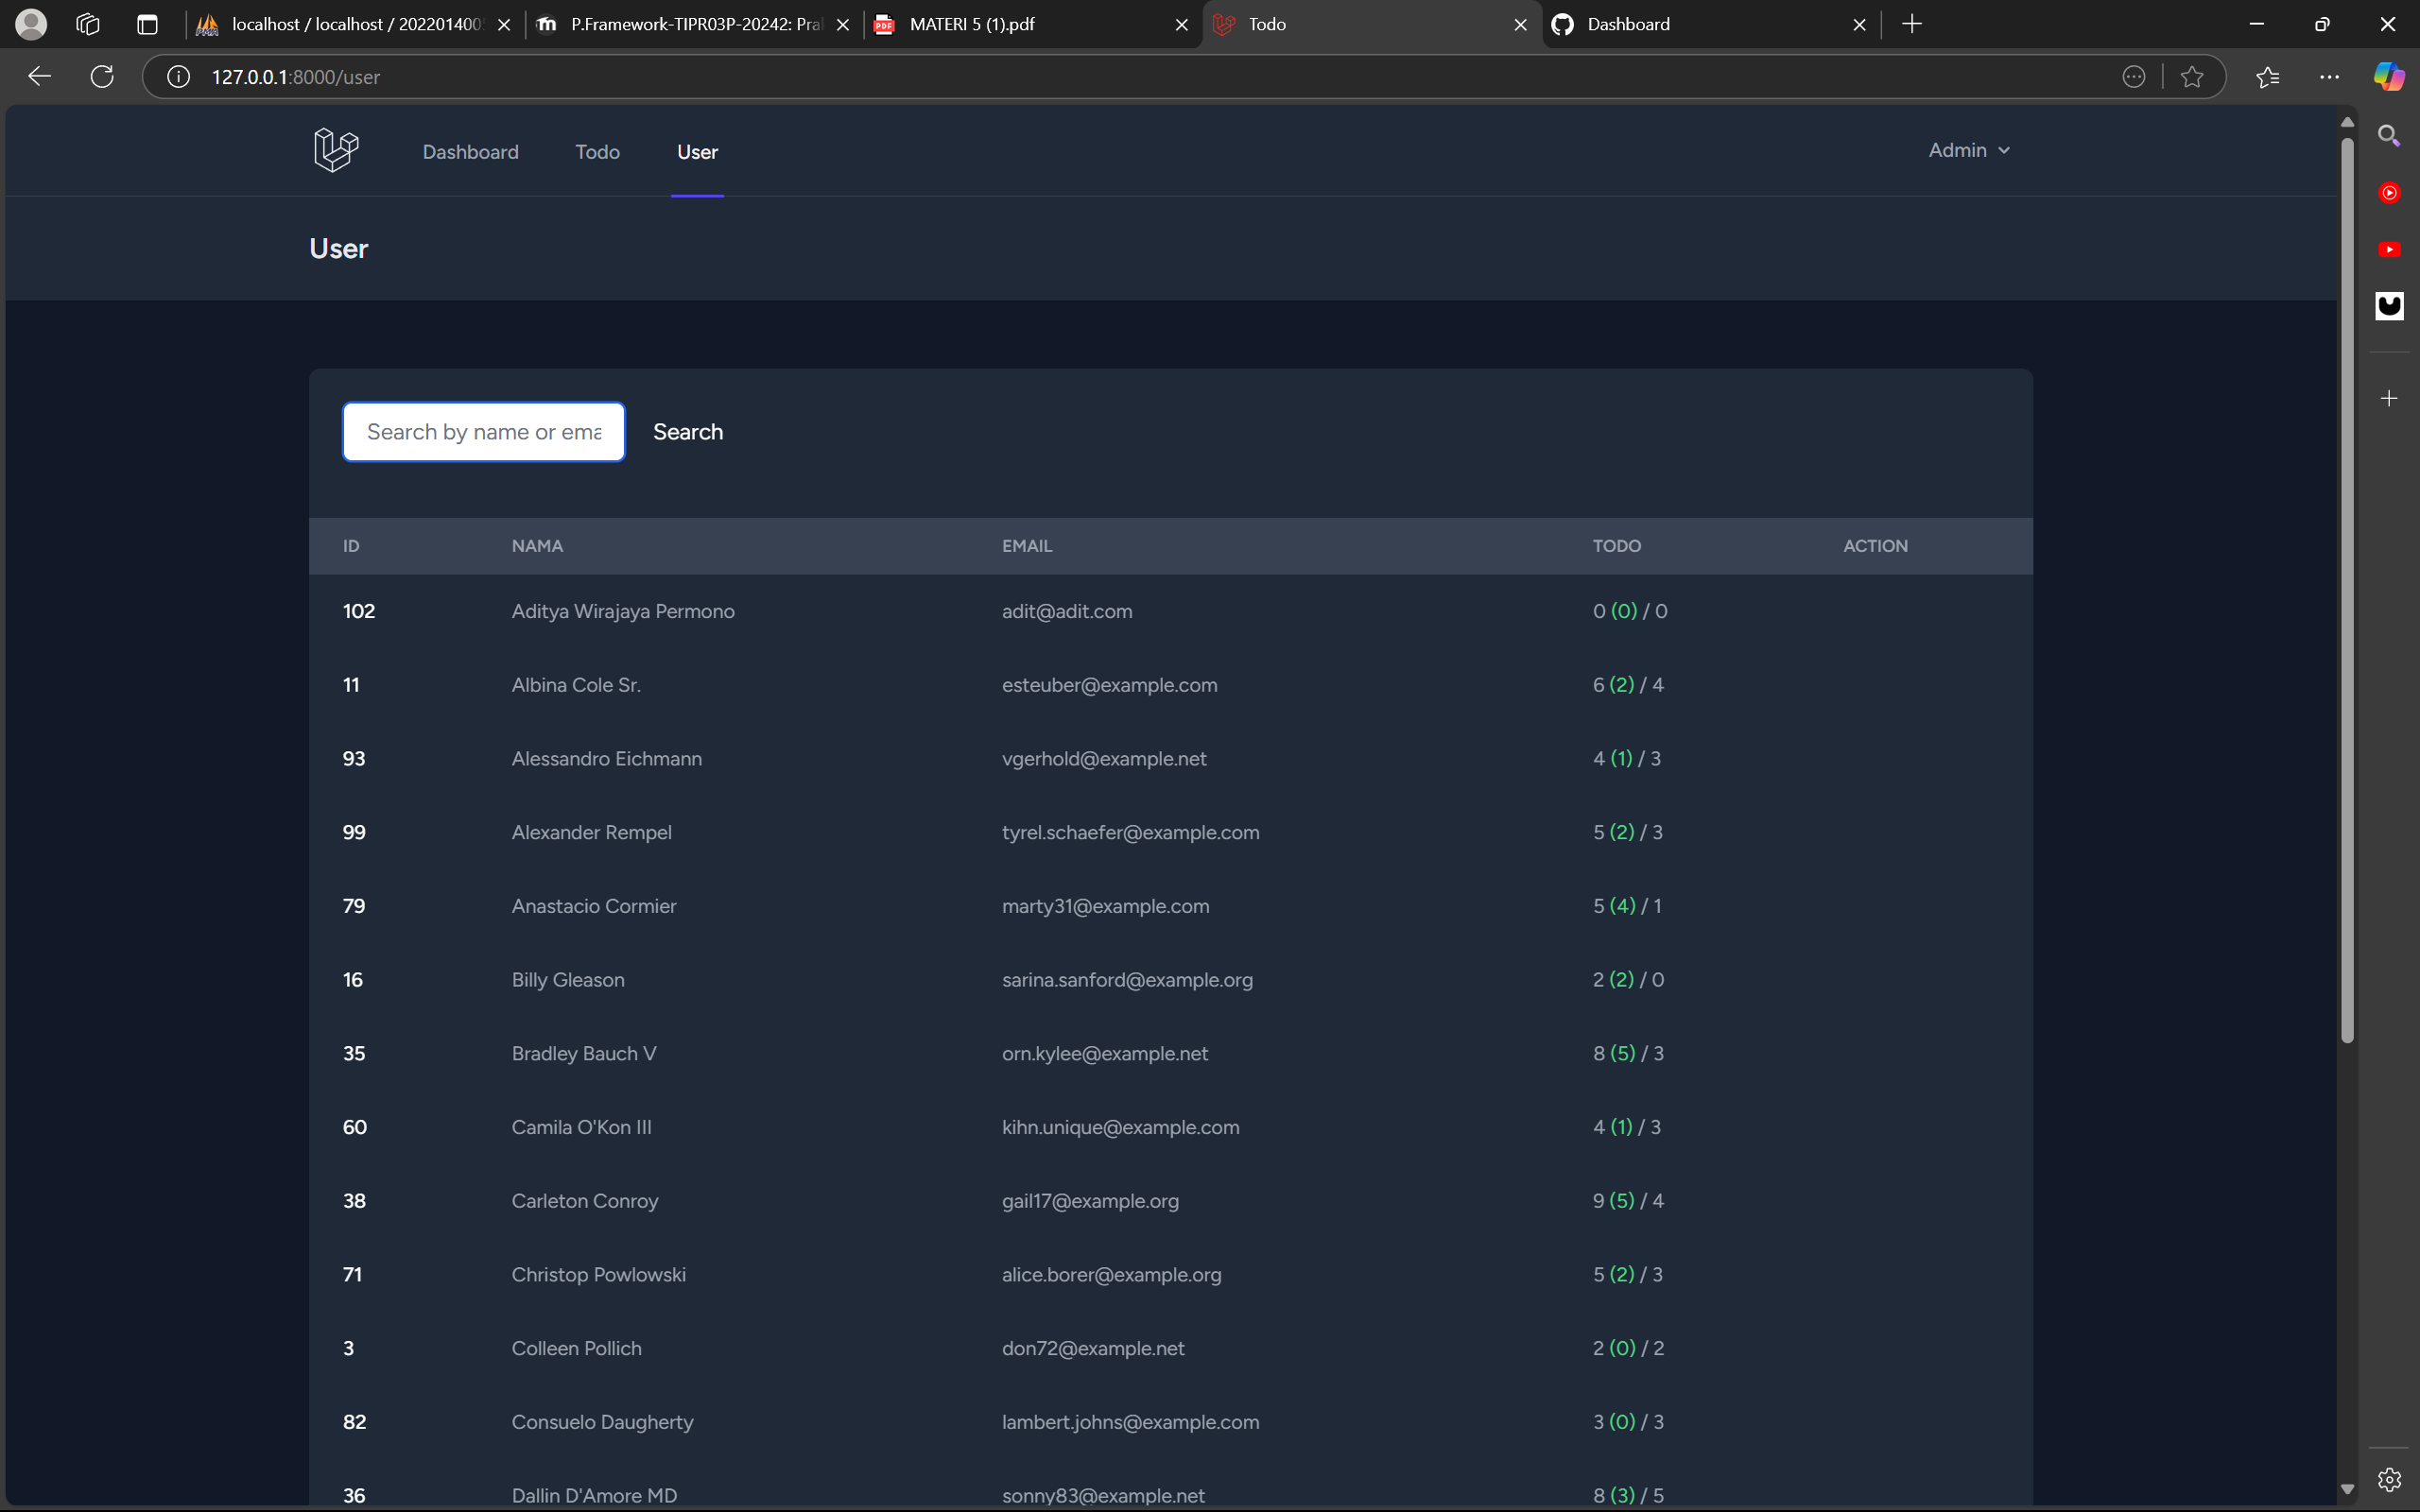 localhost / localhost / 202201400
P.Framework-TIPR03P-20242: Pra
MATERI 5 (1).pdf
Todo
Dashboard
127.0.0.1:8000/user
Dashboard
Todo
User
Admin
User
Search by name or ema
Search
ID NAMA EMAIL TODO ACTION
102 Aditya Wirajaya Permono adit@adit.com 0 (0) / 0
11 Albina Cole Sr. esteuber@example.com 6 (2) / 4
93 Alessandro Eichmann vgerhold@example.net 4 (1) / 3
99 Alexander Rempel tyrel.schaefer@example.com 5 (2) / 3
79 Anastacio Cormier marty31@example.com 5 (4) / 1
16 Billy Gleason sarina.sanford@example.org 2 (2) / 0
35 Bradley Bauch V orn.kylee@example.net 8 (5) / 3
60 Camila O'Kon III kihn.unique@example.com 4 (1) / 3
38 Carleton Conroy gail17@example.org 9 (5) / 4
71 Christop Powlowski alice.borer@example.org 5 (2) / 3
3 Colleen Pollich don72@example.net 2 (0) / 2
82 Consuelo Daugherty lambert.johns@example.com 3 (0) / 3
36 Dallin D'Amore MD sonny83@example.net 8 (3) / 5